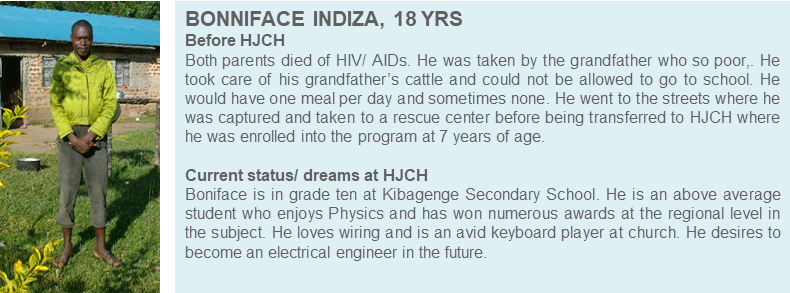 BONNIFACE INDIZA, 18 YRS
Before HJCH
Both parents died of HIV/ AIDs. He was taken by the grandfather who so poor,. He
took care of his grandfather's cattle and could not be allowed to go to school. He
would have one meal per day and sometimes none. He went to the streets where he
was captured and taken to a rescue center before being transferred to HJCH where
he was enrolled into the program at 7 years of age.
Current status/ dreams at HJCH
Boniface is in grade ten at Kibagenge Secondary School. He is an above average
student who enjoys Physics and has won numerous awards at the regional level in
the subject. He loves wiring and is an avid keyboard player at church. He desires to
become an electrical engineer in the future.